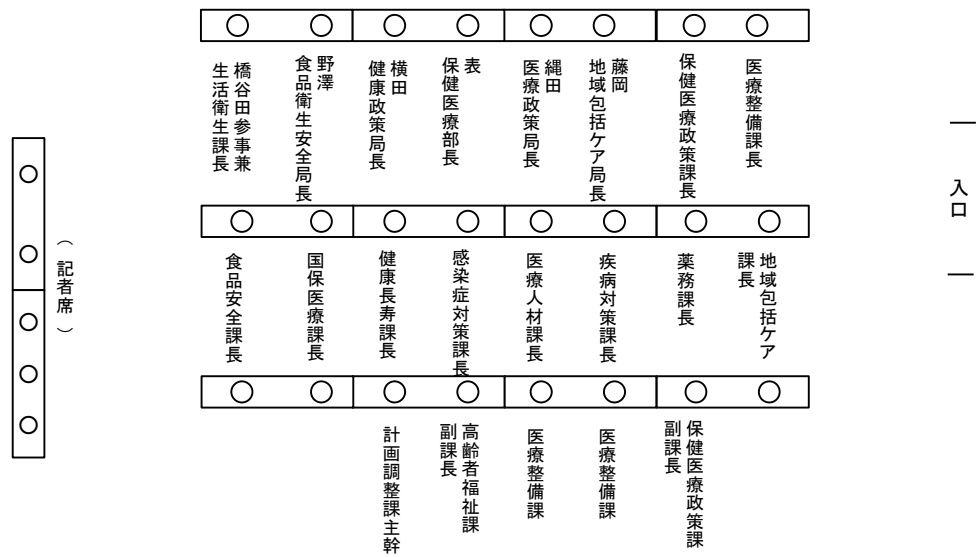 橋谷田参事兼
生活衛生課長
野澤
食品衛生安全局長
横田
健康政策局長
表
保健医療部長
縄田
医療政策局長
藤岡
地域包括ケア局長
保健医療政策課長
医療整備課長
入口
（記者席）
食品安全課長
国保医療課長
健康長寿課長
感染症対策課長
医療人材課長
疾病対策課長
薬務課長
地域包括ケア
課長
計画調整課主幹
高齢者福祉課
副課長
医療整備課
医療整備課
保健医療政策課
副課長